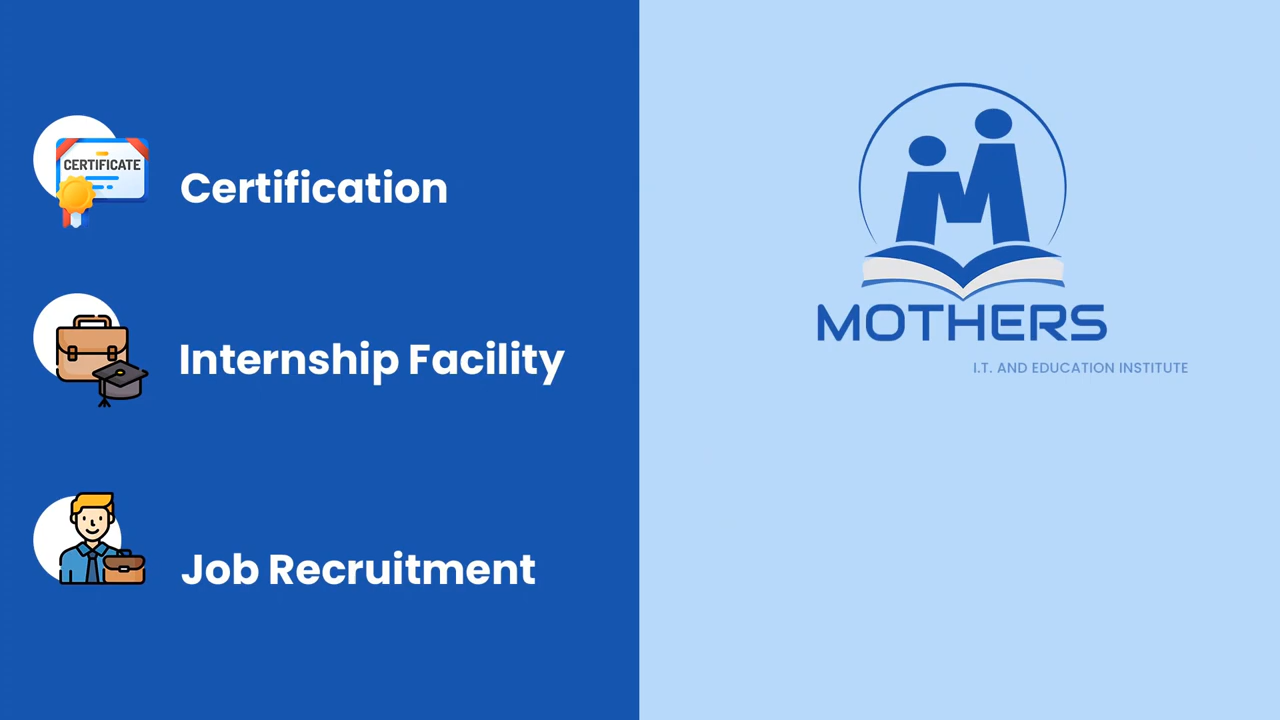 CERTIFICATE
Certification
Internship Facility
Job Recruitment
MOTHERS
I.T. AND EDUCATION INSTITUTE